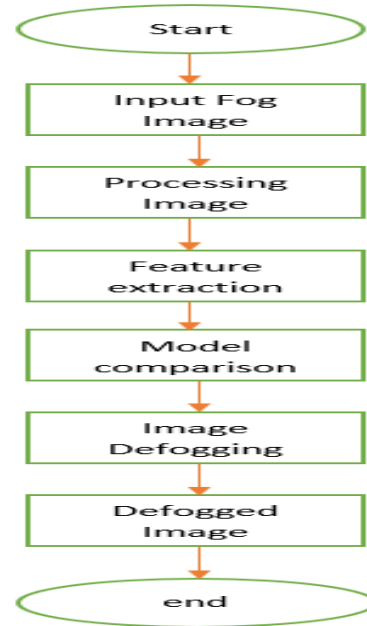 Start
Input Fog
Image
Processing
Image
Feature
extraction
Model
comparison
Image
Defogging
Defogged
Image
end